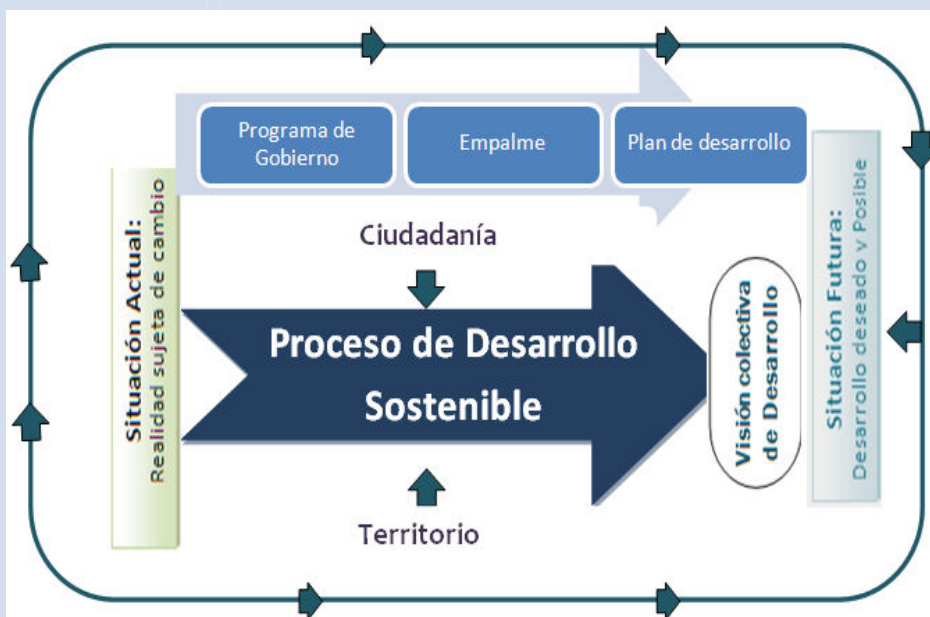 Programa de
Gobierno
Empalme
Plan de desarrollo
Situación Actual:
Realidad sujeta de cambio
Ciudadanía
Proceso de Desarrollo
Sostenible
Territorio
Visión colectiva
de Desarrollo
Situación Futura:
Desarrollo deseado y Posible